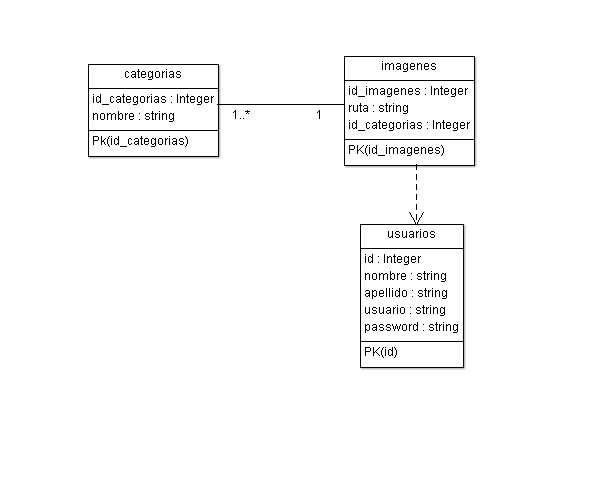 categorias
id_categorias : Integer
nombre : string
Pk(id_categorias)
1..*
1
imagenes
id_imagenes : Integer
ruta : string
id_categorias : Integer
PK(id_imagenes)
usuarios
id : Integer
nombre : string
apellido : string
usuario : string
password : string
PK(id)